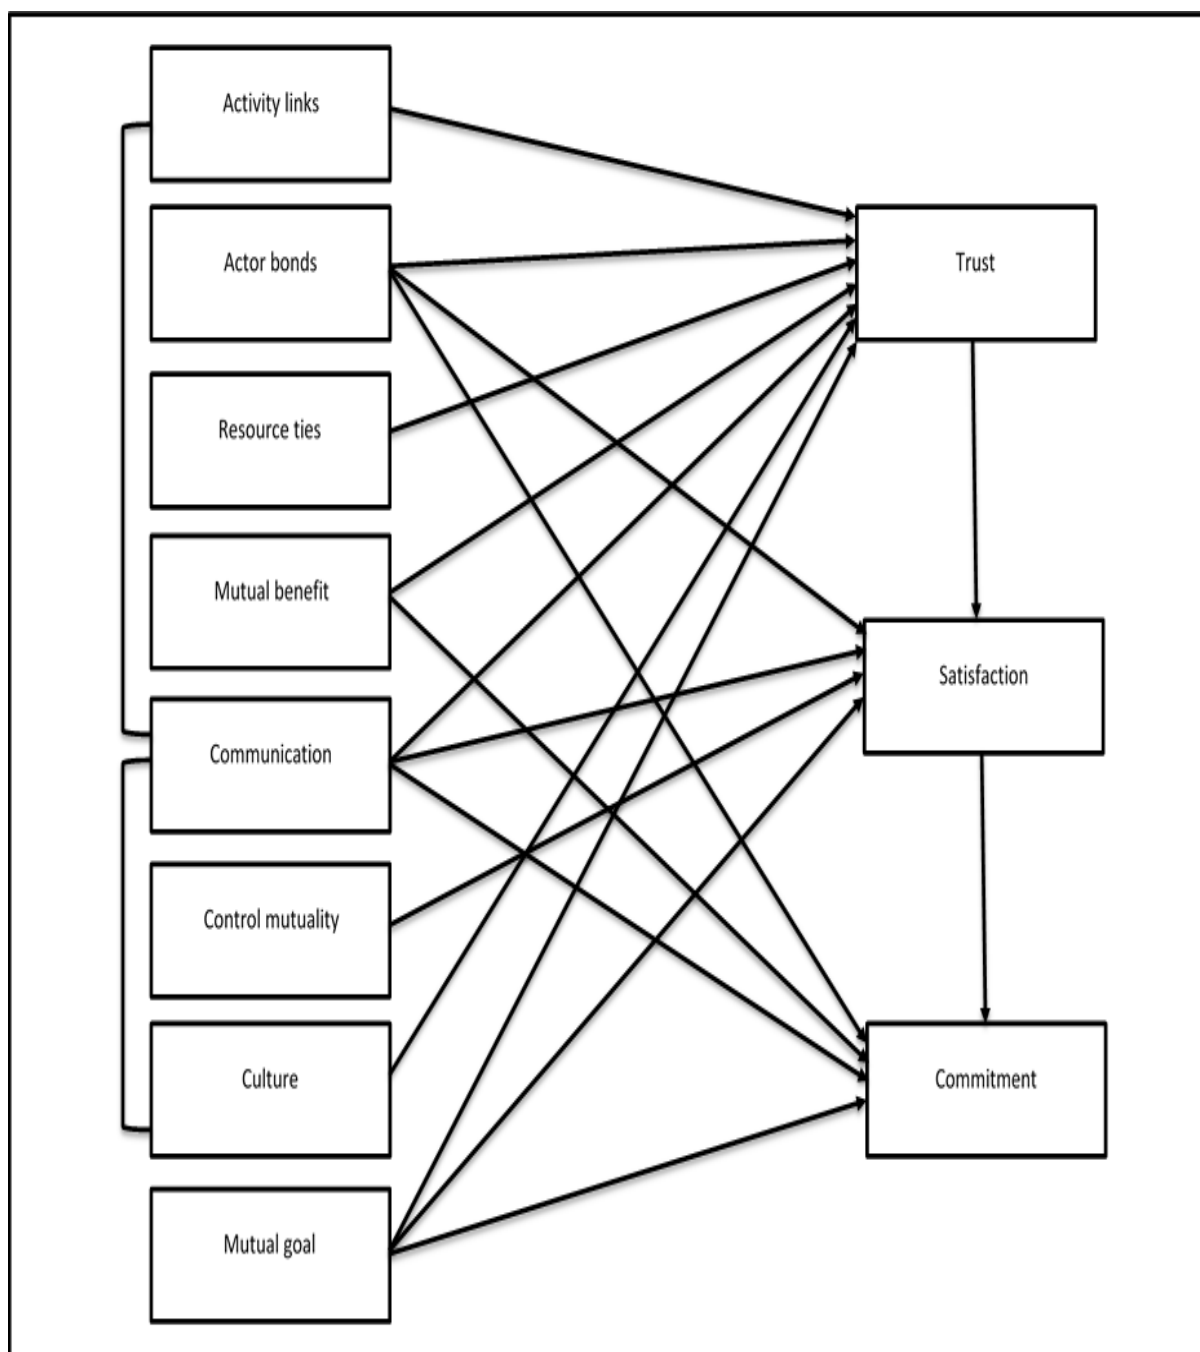 Activity links
Actor bonds
Trust
Resource ties
Mutual benefit
Satisfaction
Communication
Control mutuality
Culture
Commitment
Mutual goal